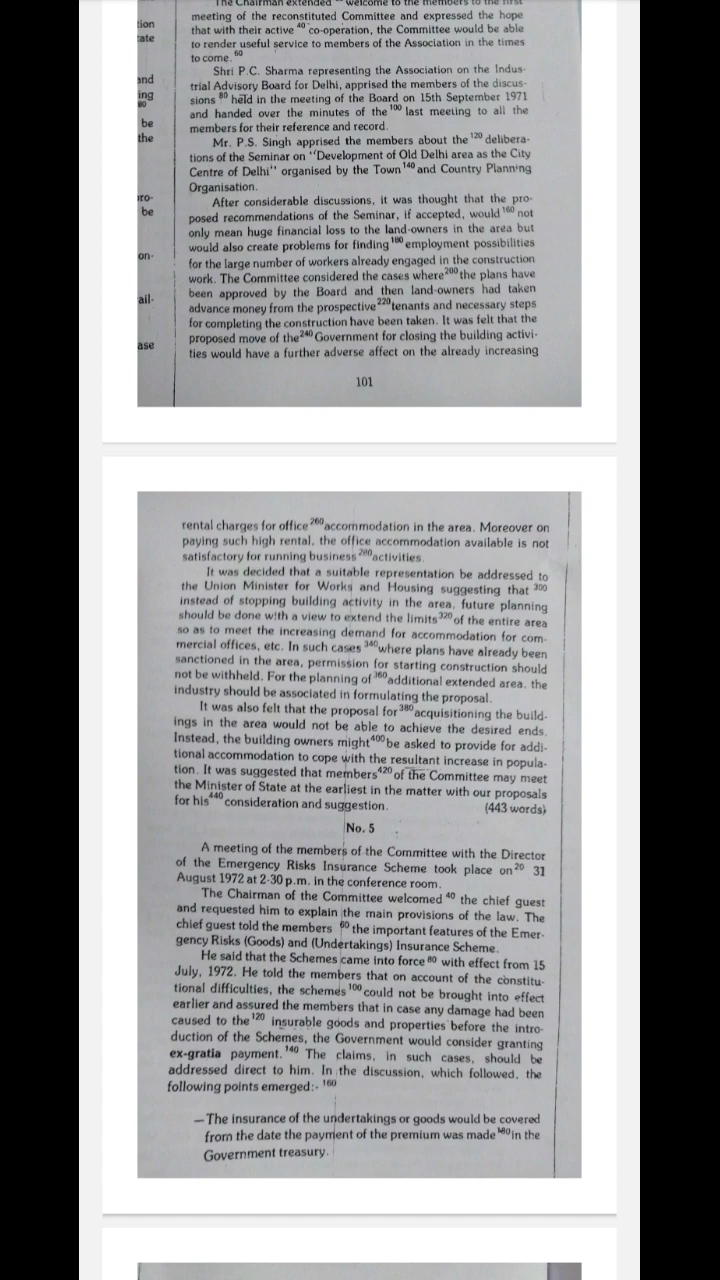 The Chairman extended welcome to the members to the first
tion
ate
meeting of the reconstituted Committee and expressed the hope
that with their active 40 co-operation, the Committee would be able
to render useful service to members of the Association in the times
to come. 60
and
ing
80
be
the
Shri P.C. Sharma representing the Association on the Indus-
trial Advisory Board for Delhi, apprised the members of the discus-
sions 80 held in the meeting of the Board on 15th September 1971
and handed over the minutes of the 100 last meeting to all the
members for their reference and record.
Mr. P.S. Singh apprised the members about the 120 delibera-
tions of the Seminar on "Development of Old Delhi area as the City
Centre of Delhi" organised by the Town 140 and Country Planning
Organisation.
ro-
be
on-
ail-
ase
After considerable discussions, it was thought that the pro-
posed recommendations of the Seminar, if accepted, would 160 not
only mean huge financial loss to the land-owners in the area but
would also create problems for finding 180 employment possibilities
for the large number of workers already engaged in the construction
work. The Committee considered the cases where 200 the plans have
been approved by the Board and then land-owners had taken
advance money from the prospective 220 tenants and necessary steps
for completing the construction have been taken. It was felt that the
proposed move of the 240 Government for closing the building activi-
ties would have a further adverse affect on the already increasing
101
rental charges for office 260 accommodation in the area. Moreover on
paying such high rental, the office accommodation available is not
satisfactory for running business 280 activities.
It was decided that a suitable representation be addressed to
the Union Minister for Works and Housing suggesting that 300
instead of stopping building activity in the area, future planning
should be done with a view to extend the limits 320 of the entire area
so as to meet the increasing demand for accommodation for com-
mercial offices, etc. In such cases 340 where plans have already been
sanctioned in the area, permission for starting construction should
not be withheld. For the planning of 360 additional extended area, the
industry should be associated in formulating the proposal.
It was also felt that the proposal for 380 acquisitioning the build-
ings in the area would not be able to achieve the desired ends.
Instead, the building owners might 400 be asked to provide for addi-
tional accommodation to cope with the resultant increase in popula-
tion. It was suggested that members 420 of the Committee may meet
the Minister of State at the earliest in the matter with our proposals
for his 440 consideration and suggestion. (443 words)
No. 5
A meeting of the members of the Committee with the Director
of the Emergency Risks Insurance Scheme took place on 20 31
August 1972 at 2-30 p.m. in the conference room.
The Chairman of the Committee welcomed 40 the chief guest
and requested him to explain the main provisions of the law. The
chief guest told the members 60 the important features of the Emer-
gency Risks (Goods) and (Undertakings) Insurance Scheme.
He said that the Schemes came into force 80 with effect from 15
July, 1972. He told the members that on account of the constitu-
tional difficulties, the schemes 100 could not be brought into effect
earlier and assured the members that in case any damage had been
caused to the 120 insurable goods and properties before the intro-
duction of the Schemes, the Government would consider granting
ex-gratia payment. 140 The claims, in such cases, should be
addressed direct to him. In the discussion, which followed, the
following points emerged:- 160
—The insurance of the undertakings or goods would be covered
from the date the payment of the premium was made 180 in the
Government treasury.